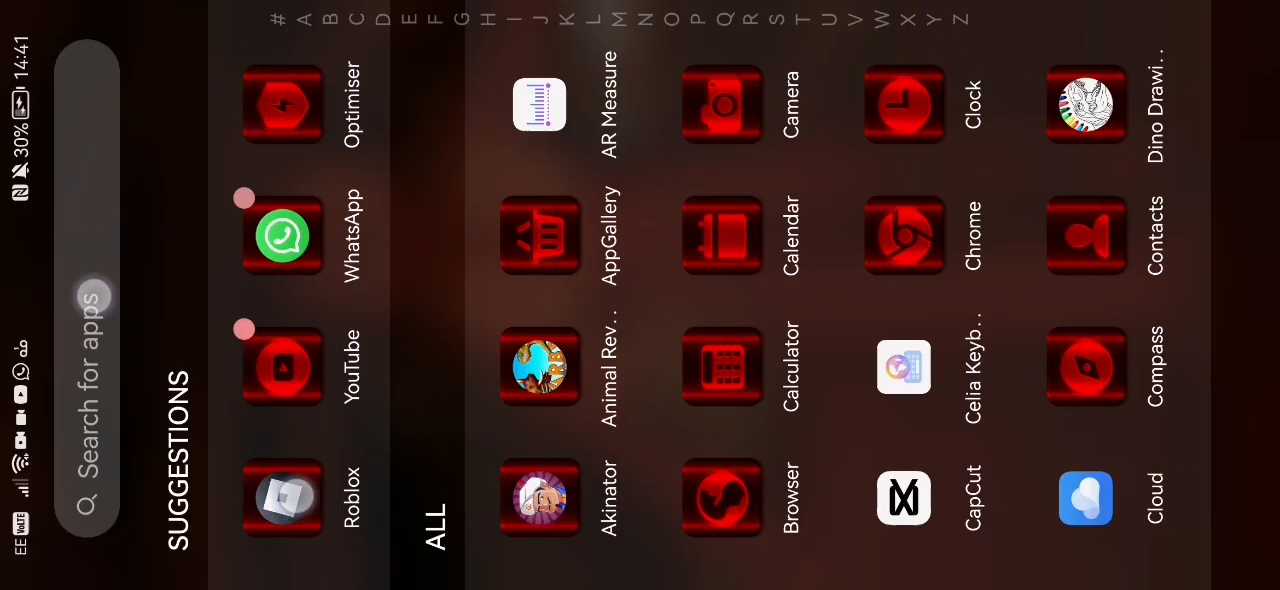 EE VoLTE 30% 14:41
Search for apps
SUGGESTIONS
Roblox YouTube WhatsApp Optimiser
ALL
Akinator Animal Rev.. AppGallery AR Measure
Browser Calculator Calendar Camera
CapCut Celia Keyb.. Chrome Clock
Cloud Compass Contacts Dino Drawi..
#
A
B
C
D
E
F
G
H
I
J
K
L
M
N
O
P
Q
R
S
T
U
V
W
X
Y
Z